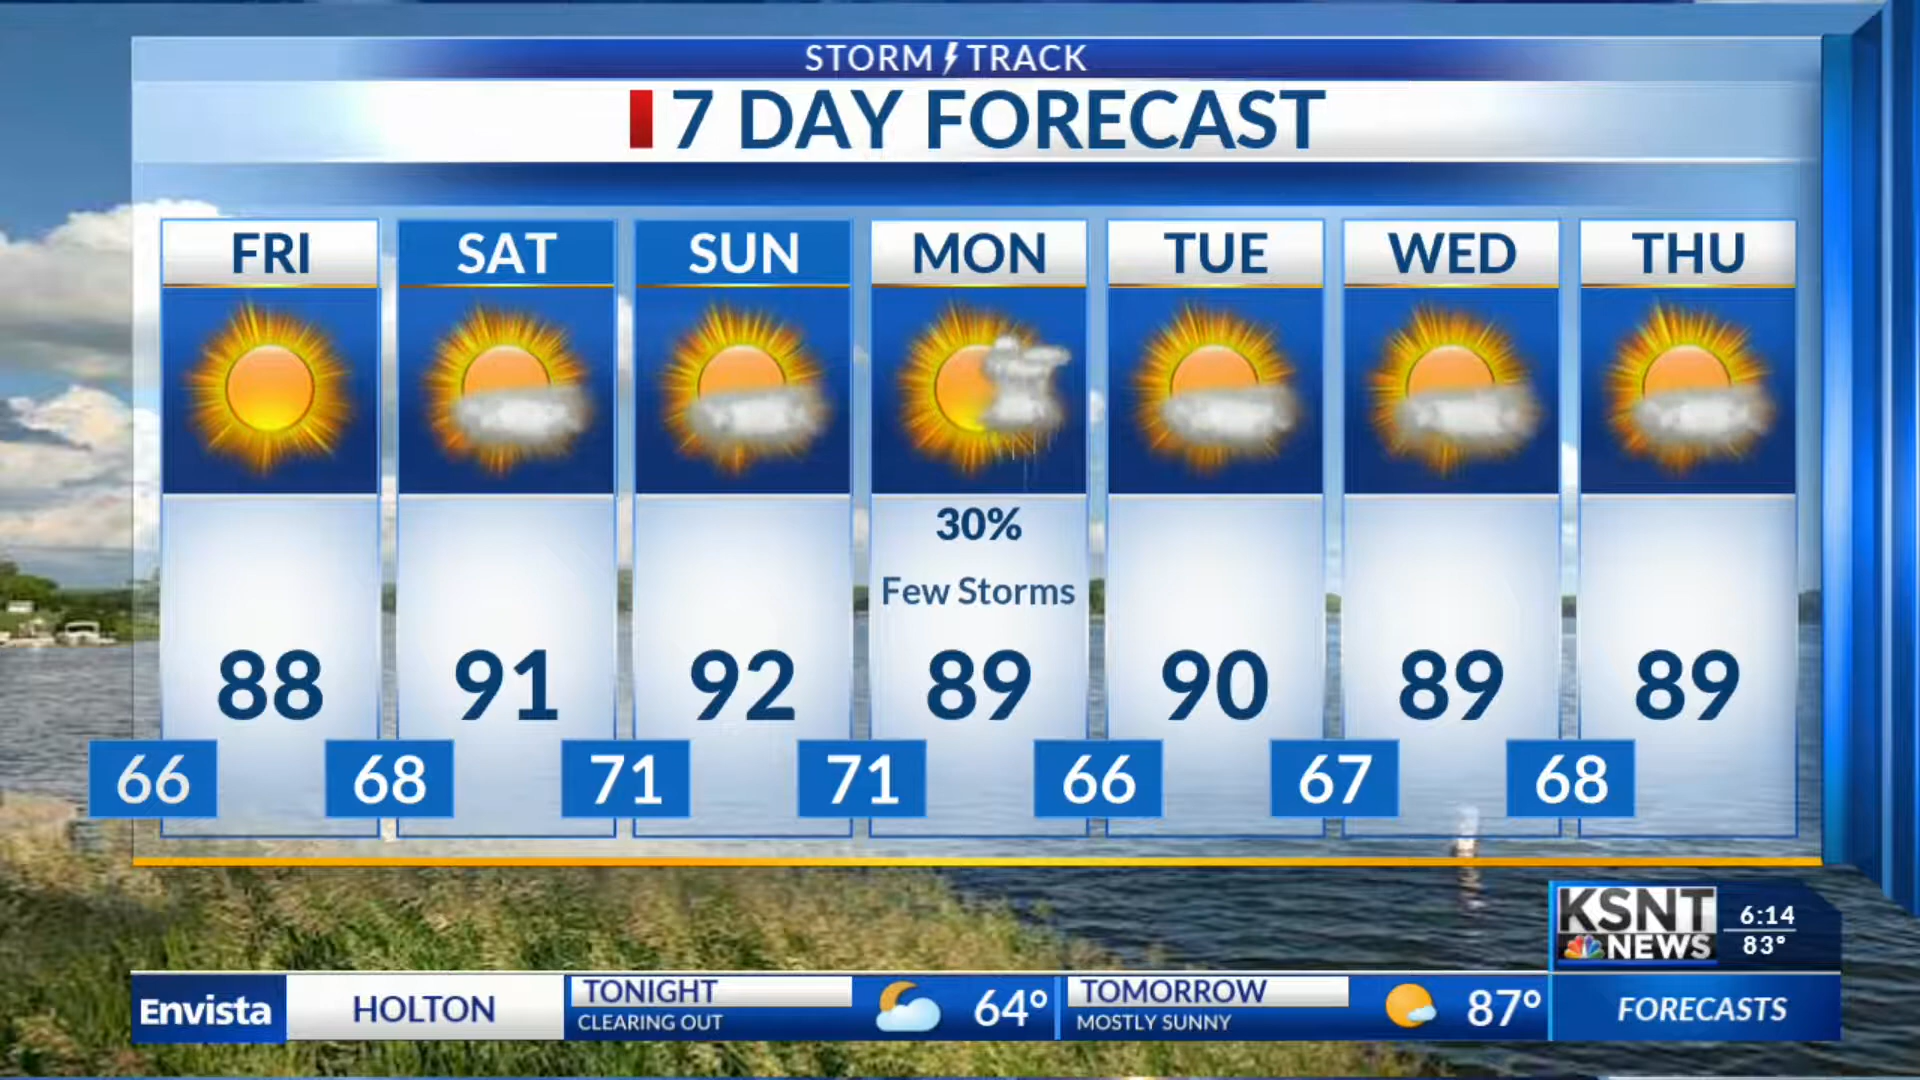 STORM TRACK
7 DAY FORECAST
FRI SAT SUN MON TUE WED THU
30%
Few Storms
88 91 92 89 90 89 89
66 68 71 71 66 67 68
KSNT
NEWS
6:14
83°
Envista
HOLTON
TONIGHT
CLEARING OUT
64°
TOMORROW
MOSTLY SUNNY
87°
FORECASTS